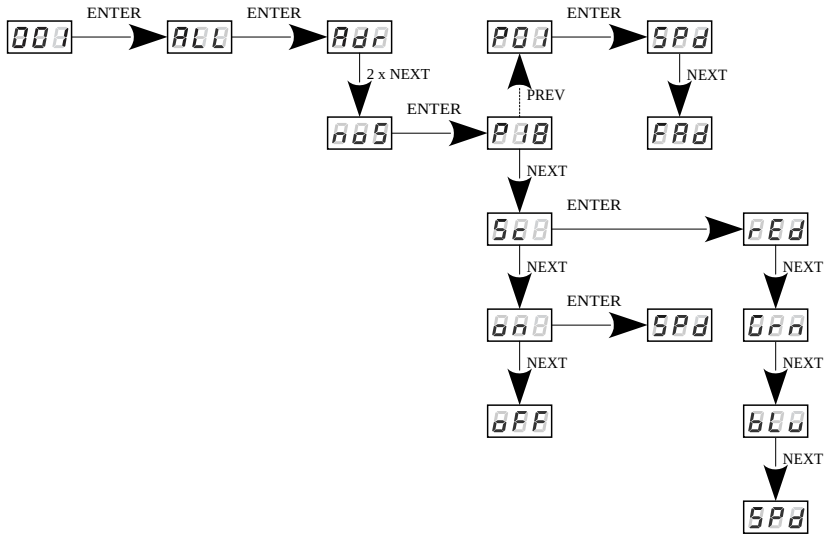 001 ENTER ALL ENTER Adr P01 ENTER SPd
2 x NEXT NEXT
PREV
noS ENTER P18 FAd
NEXT
Sc ENTER rEd
NEXT NEXT
on ENTER SPd Grn
NEXT NEXT
oFF bLu
NEXT
SPd